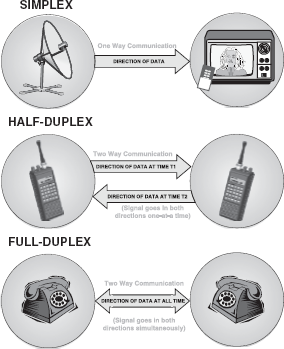 SIMPLEX
One Way Communication
DIRECTION OF DATA
HALF-DUPLEX
Two Way Communication
DIRECTION OF DATA AT TIME T1
DIRECTION OF DATA AT TIME T2
(Signal goes in both
directions one-at-a time)
FULL-DUPLEX
Two Way Communication
DIRECTION OF DATA AT ALL TIME
(Signal goes in both
directions simultaneously)